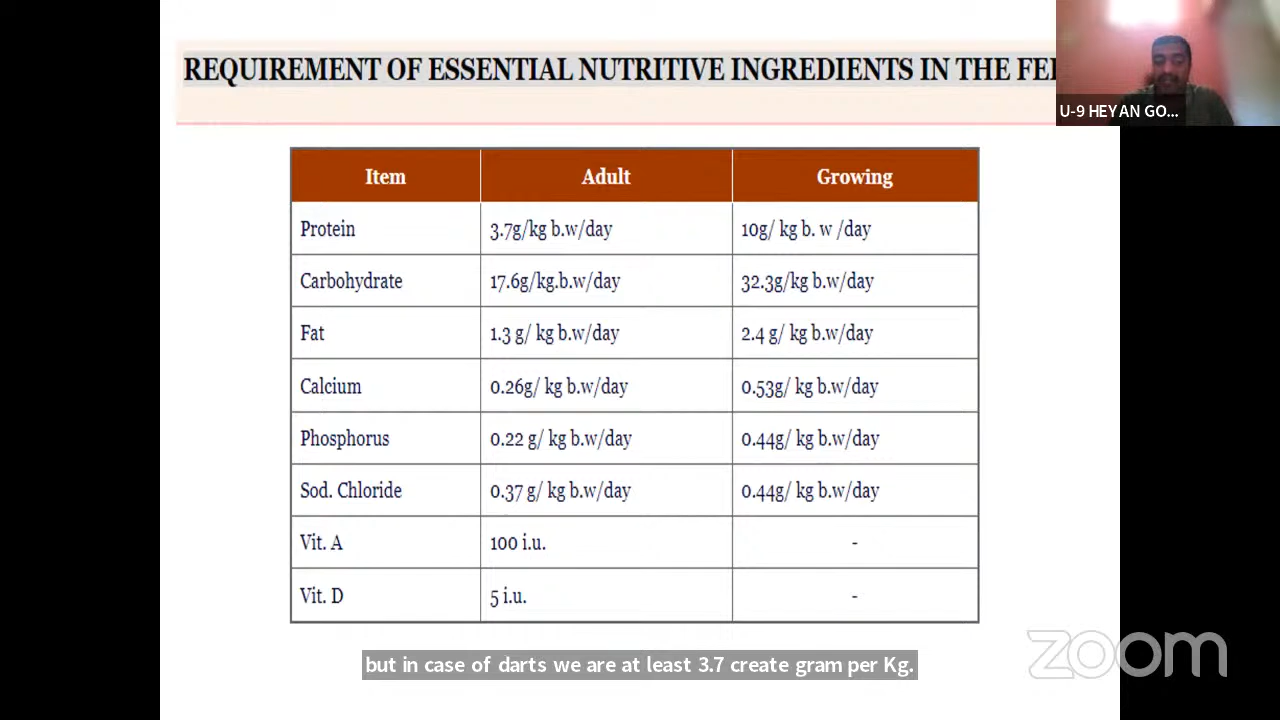 REQUIREMENT OF ESSENTIAL NUTRITIVE INGREDIENTS IN THE
U-9 HEYAN GO...
Item Adult Growing
Protein 3.7g/kg b.w/day 10g/ kg b. w /day
Carbohydrate 17.6g/kg.b.w/day 32.3g/kg b.w/day
Fat 1.3 g/ kg b.w/day 2.4 g/ kg b.w/day
Calcium 0.26g/ kg b.w/day 0.53g/ kg b.w/day
Phosphorus 0.22 g/ kg b.w/day 0.44g/ kg b.w/day
Sod. Chloride 0.37 g/ kg b.w/day 0.44g/ kg b.w/day
Vit. A 100 i.u. -
Vit. D 5 i.u. -
but in case of darts we are at least 3.7 create gram per Kg.
zoom